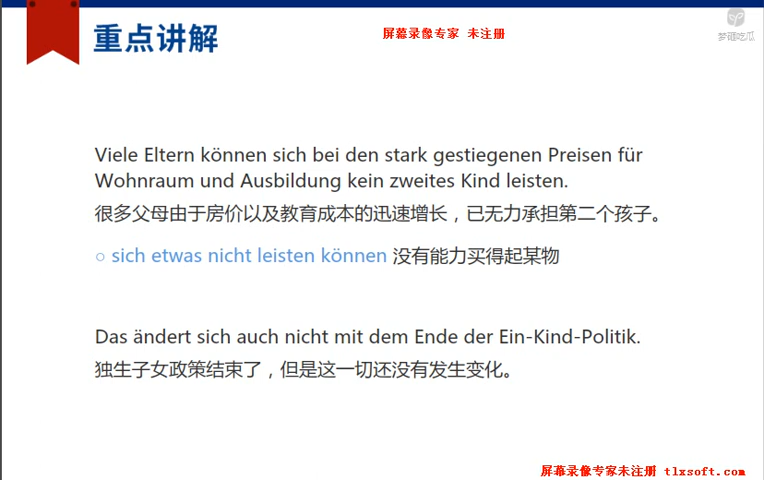 重点讲解
屏幕录像专家 未注册
梦砸吃瓜
Viele Eltern können sich bei den stark gestiegenen Preisen für
Wohnraum und Ausbildung kein zweites Kind leisten.
很多父母由于房价以及教育成本的迅速增长，已无力承担第二个孩子。
○ sich etwas nicht leisten können 没有能力买得起某物
Das ändert sich auch nicht mit dem Ende der Ein-Kind-Politik.
独生子女政策结束了，但是这一切还没有发生变化。
屏幕录像专家未注册 tlxsoft.com